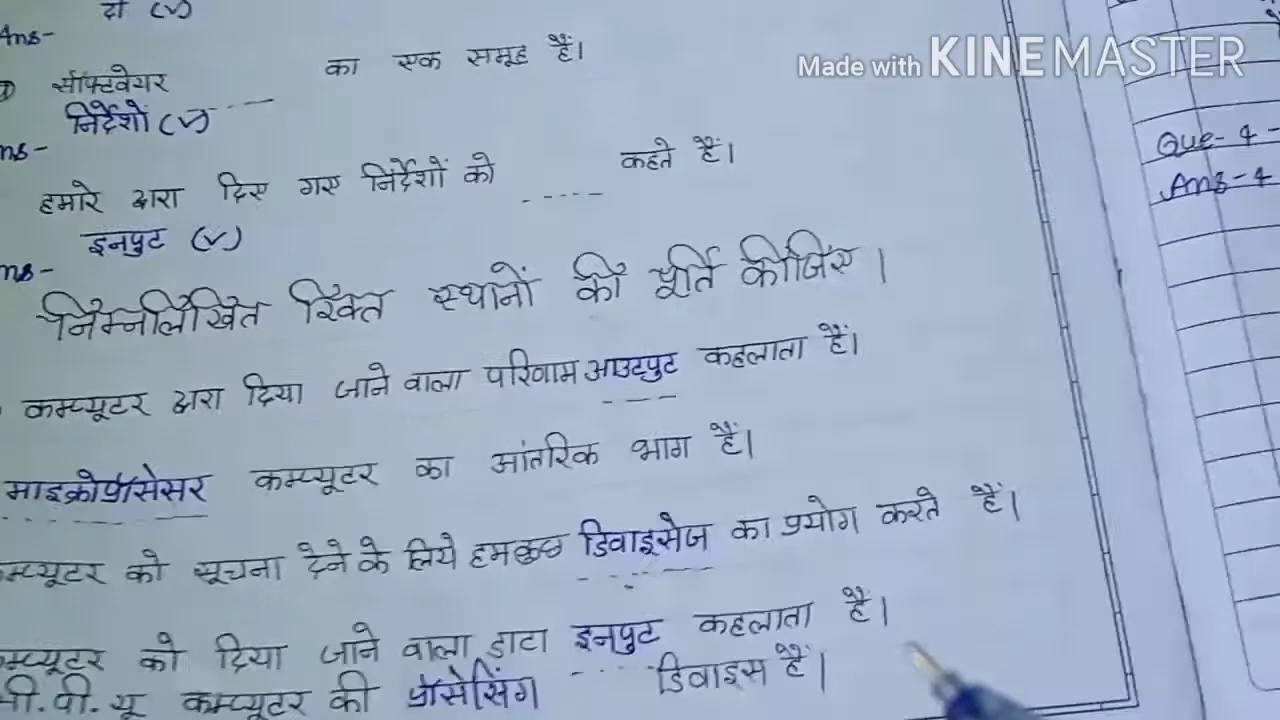 दो (✓)
Ans-
सॉफ्टवेयर ---- का एक समूह हैं।
निर्देशों (✓)
हमारे द्वारा दिए गए निर्देशों को ---- कहते हैं।
इनपुट (✓)
निम्नलिखित रिक्त स्थानों की पूर्ति कीजिए।
कम्प्यूटर द्वारा दिया जाने वाला परिणाम आउटपुट कहलाता हैं।
माइक्रोप्रोसेसर कम्प्यूटर का आंतरिक भाग हैं।
कम्प्यूटर को सूचना देने के लिये हम कुछ डिवाइसेज का प्रयोग करते हैं।
कम्प्यूटर को दिया जाने वाला डाटा इनपुट कहलाता हैं।
सी.पी.यू कम्प्यूटर की प्रोसेसिंग ---- डिवाइस हैं।
Made with KINEMASTER
Que-4-
Ans-4